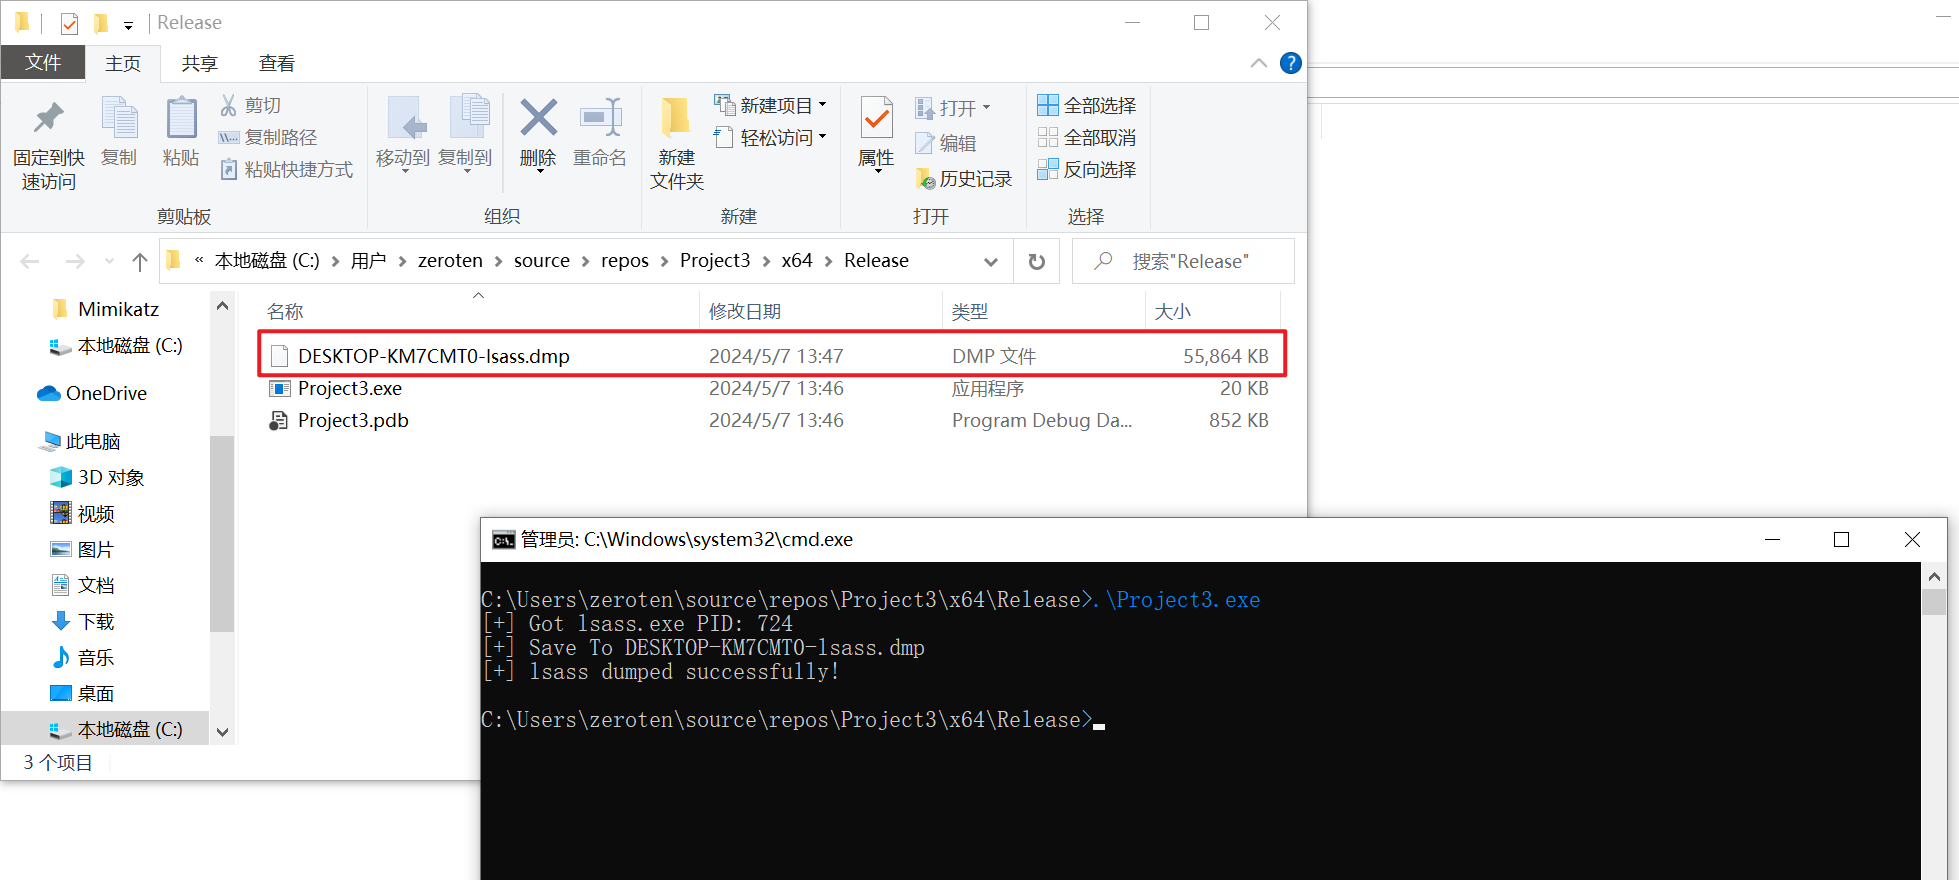 Release
文件 主页 共享 查看
固定到快速访问 复制 粘贴 剪切 复制路径 粘贴快捷方式
移动到 复制到 删除 重命名
新建文件夹 新建项目 轻松访问
属性 打开 编辑 历史记录
全部选择 全部取消 反向选择
剪贴板 组织 新建 打开 选择
« 本地磁盘 (C:) > 用户 > zeroten > source > repos > Project3 > x64 > Release
搜索"Release"
Mimikatz
本地磁盘 (C:)
OneDrive
此电脑
3D 对象
视频
图片
文档
下载
音乐
桌面
本地磁盘 (C:)
3 个项目
名称 修改日期 类型 大小
DESKTOP-KM7CMT0-lsass.dmp 2024/5/7 13:47 DMP 文件 55,864 KB
Project3.exe 2024/5/7 13:46 应用程序 20 KB
Project3.pdb 2024/5/7 13:46 Program Debug Da... 852 KB
管理员: C:\Windows\system32\cmd.exe
C:\Users\zeroten\source\repos\Project3\x64\Release>.\Project3.exe
[+] Got lsass.exe PID: 724
[+] Save To DESKTOP-KM7CMT0-lsass.dmp
[+] lsass dumped successfully!
C:\Users\zeroten\source\repos\Project3\x64\Release>